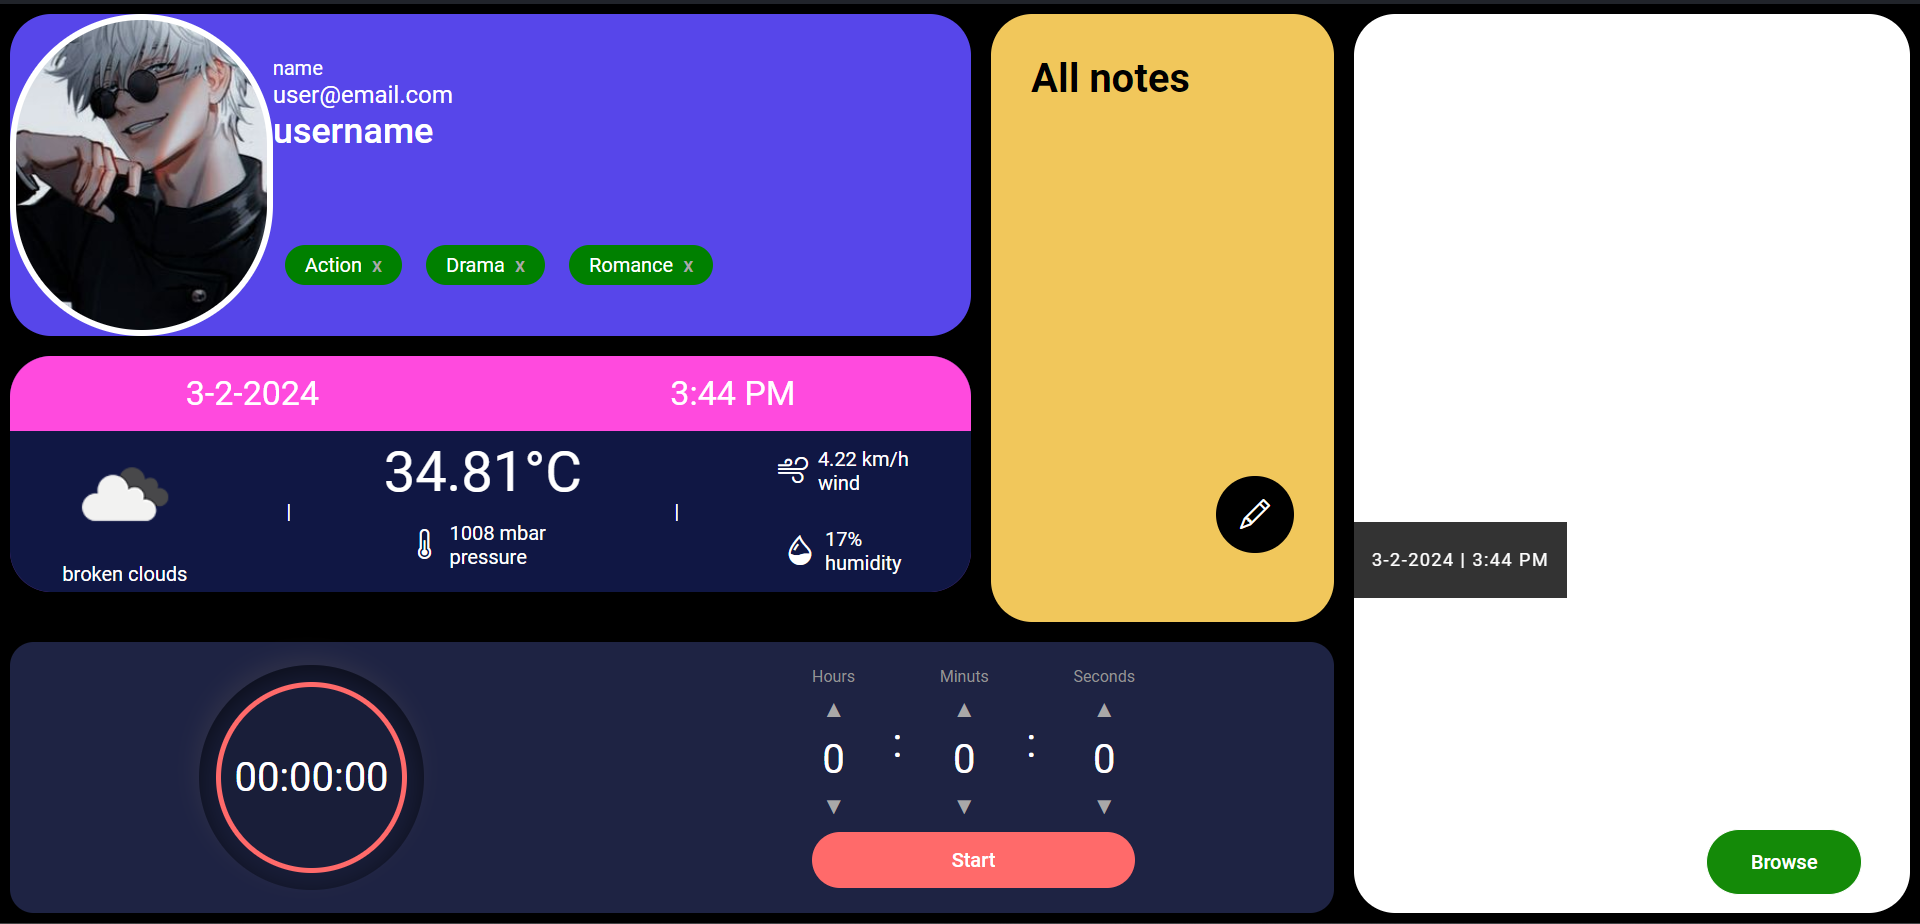 name
user@email.com
username
Action x Drama x Romance x
3-2-2024 3:44 PM
34.81°C
1008 mbar
pressure
broken clouds
|
|
4.22 km/h
wind
17%
humidity
All notes
3-2-2024 | 3:44 PM
00:00:00
Hours Minuts Seconds
▲ ▲ ▲
0 : 0 : 0
▼ ▼ ▼
Start
Browse